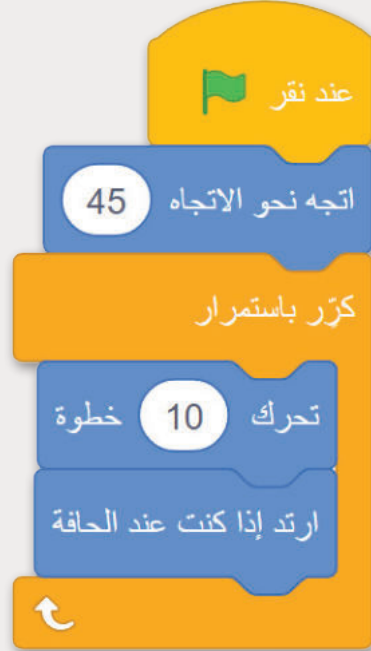 عند نقر
اتجه نحو الاتجاه 45
كرّر باستمرار
تحرك 10 خطوة
ارتد إذا كنت عند الحافة